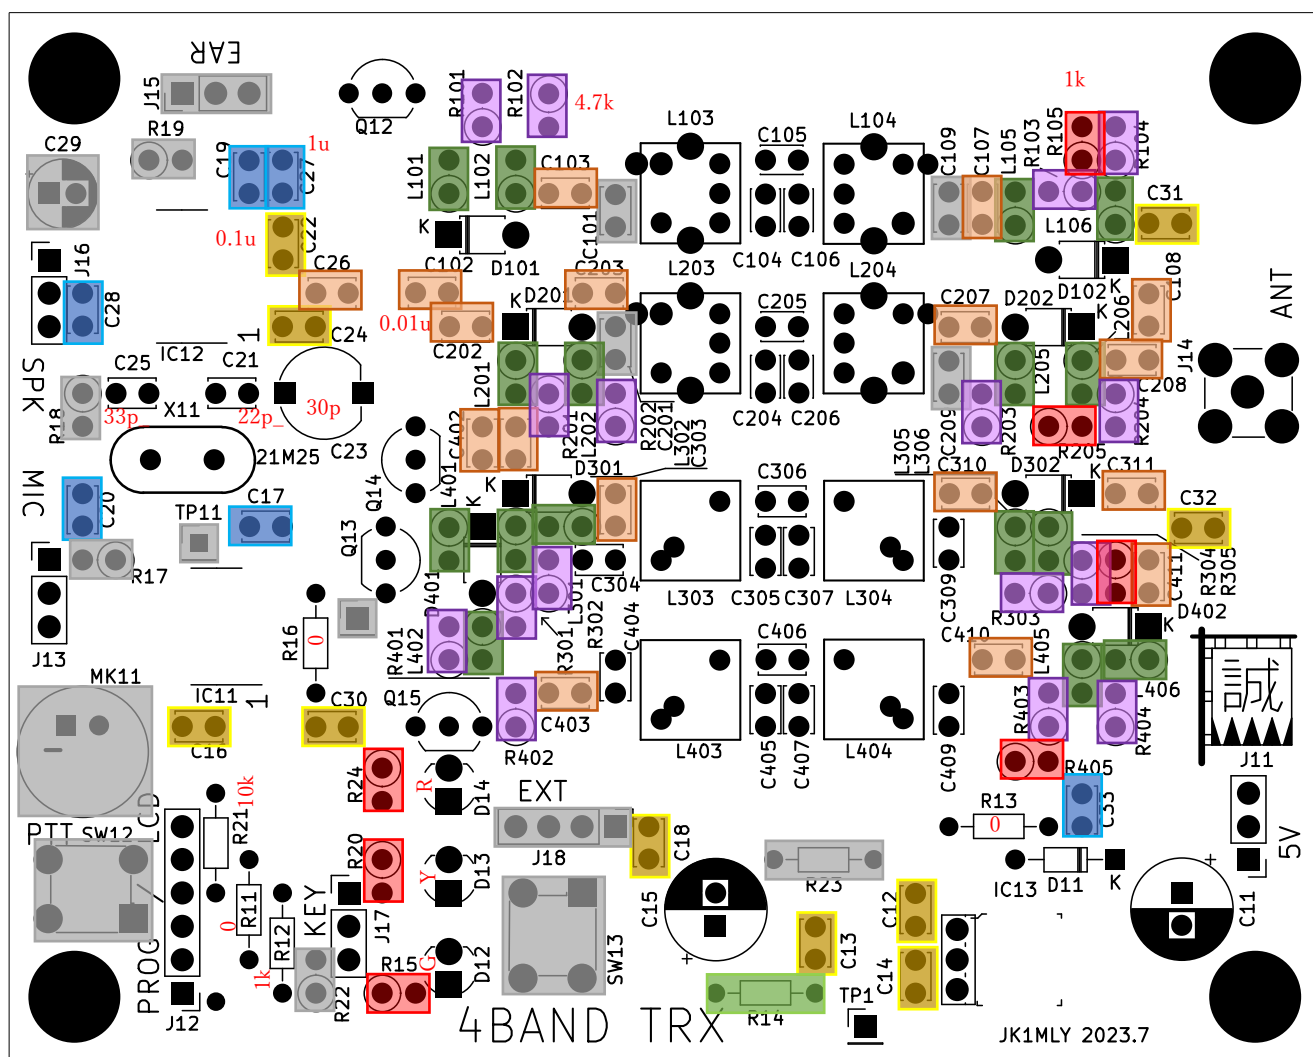 EAR
J15
Q12
R101
R102
4.7k
1k
C29
R19
C19
1u
C27
L101
L102
C103
C101
L103
C105
L104
C109
C107
L105
R103
R105
R104
C31
J16
C28
0.1u
C22
C26
K
D101
C102
C203
L203
C104
C106
L204
L106
K
D102
C108
ANT
1
C24
IC12
0.01u
C202
K
D201
C205
C207
D202
K
L206
J14
SPK
C25
C21
X11
R18
33p_
22p_
30p
C23
L201
R201
L202
R202
C201
L302
C303
C204
C206
C209
R203
L205
R205
R204
C208
21M25
C402
Q14
L401
K
K
D301
C306
L305
L306
C310
D302
K
C311
MIC
C20
TP11
C17
Q13
C32
R17
J13
D401
C304
L301
R302
L303
C305
C307
L304
C309
R303
C411
R304
R305
R16
0
R401
L402
R301
C404
C406
C410
L405
D402
K
MK11
IC11
1
C16
C30
Q15
R402
C403
L403
C405
C407
L404
C409
R403
R404
L406
誠
J11
R24
R
D14
EXT
J18
C18
R405
C33
R13
0
5V
PTT
SW12
LCD
R21
10k
R20
Y
D13
R23
D11
K
IC13
C11
R11
0
R12
1k
KEY
J17
C15
C12
C13
C14
PROG
J12
R22
R15
G
D12
SW13
R14
TP1
4BAND TRX
JK1MLY 2023.7